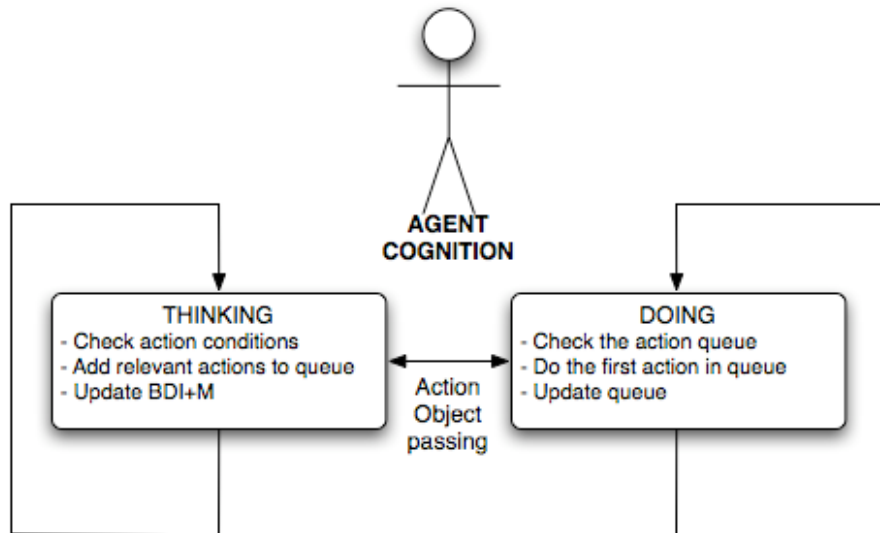 AGENT
COGNITION
THINKING
- Check action conditions
- Add relevant actions to queue
- Update BDI+M
Action
Object
passing
DOING
- Check the action queue
- Do the first action in queue
- Update queue